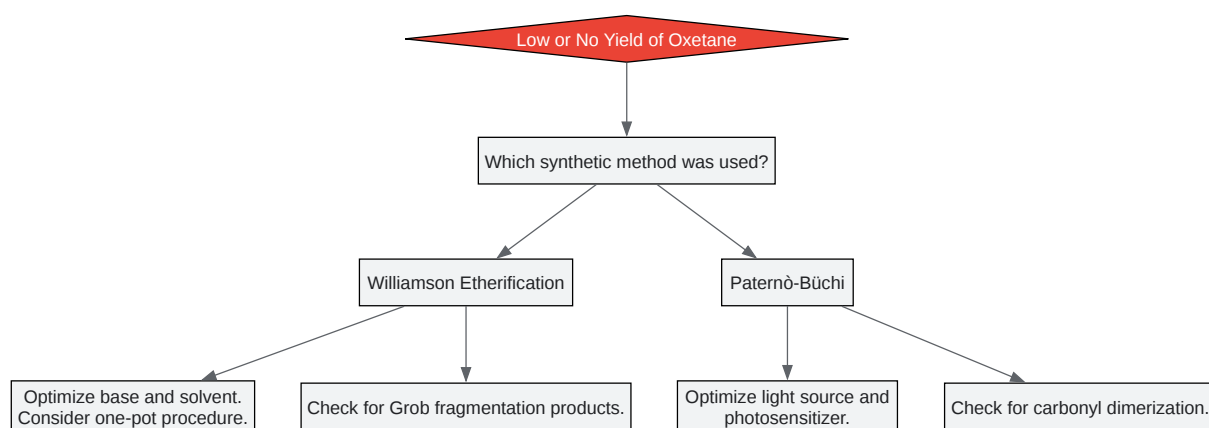 Low or No Yield of Oxetane
Which synthetic method was used?
Williamson Etherification
Paternò-Büchi
Optimize base and solvent.
Consider one-pot procedure.
Check for Grob fragmentation products.
Optimize light source and
photosensitizer.
Check for carbonyl dimerization.